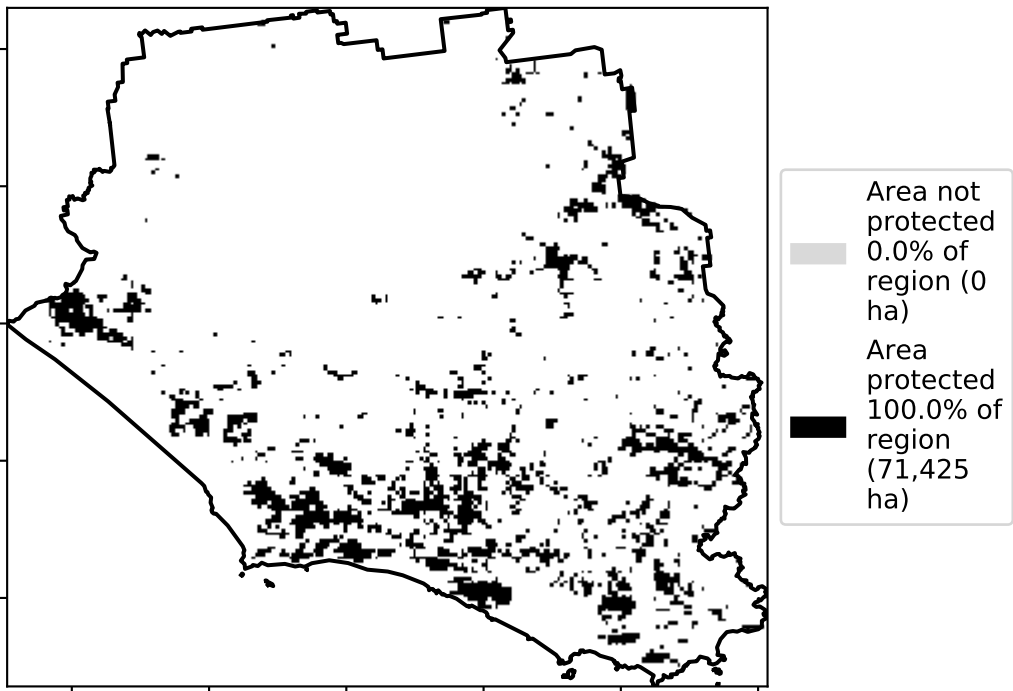 Area not
protected
0.0% of
region (0
ha)
Area
protected
100.0% of
region
(71,425
ha)